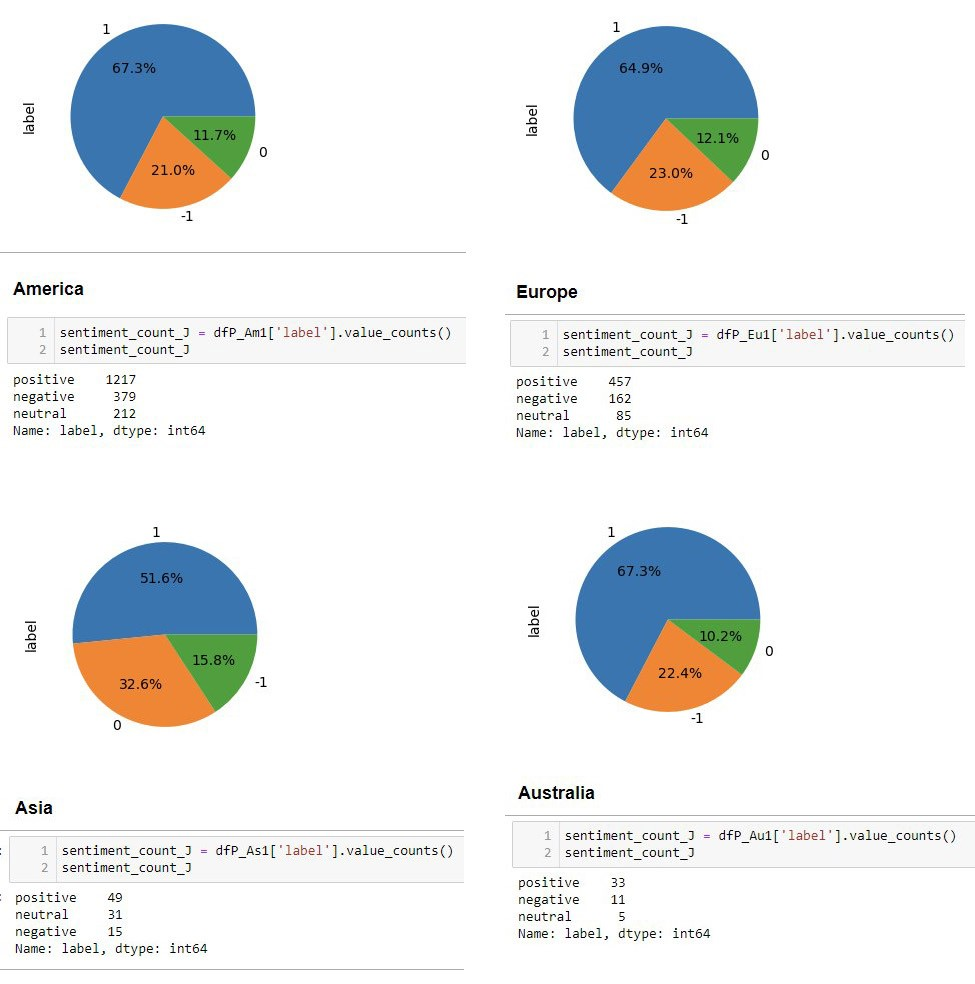 1
67.3%
label
11.7%
0
21.0%
-1
America
1 sentiment_count_J = dfP_Am1['label'].value_counts()
2 sentiment_count_J
positive 1217
negative 379
neutral 212
Name: label, dtype: int64
1
64.9%
label
12.1%
0
23.0%
-1
Europe
1 sentiment_count_J = dfP_Eu1['label'].value_counts()
2 sentiment_count_J
positive 457
negative 162
neutral 85
Name: label, dtype: int64
1
51.6%
label
15.8%
-1
32.6%
0
Asia
1 sentiment_count_J = dfP_As1['label'].value_counts()
2 sentiment_count_J
positive 49
neutral 31
negative 15
Name: label, dtype: int64
1
67.3%
label
10.2%
0
22.4%
-1
Australia
1 sentiment_count_J = dfP_Au1['label'].value_counts()
2 sentiment_count_J
positive 33
negative 11
neutral 5
Name: label, dtype: int64